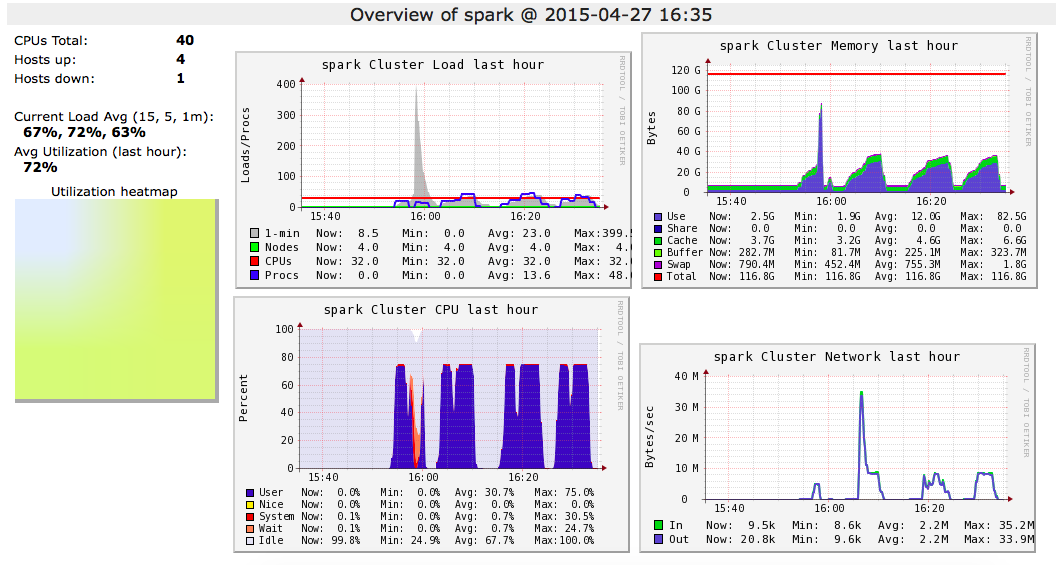 Overview of spark @ 2015-04-27 16:35
CPUs Total: 40
Hosts up: 4
Hosts down: 1
Current Load Avg (15, 5, 1m):
67%, 72%, 63%
Avg Utilization (last hour):
72%
Utilization heatmap
spark Cluster Load last hour
RRDTOOL / TOBI OETIKER
Loads/Procs
400
300
200
100
0
15:40 16:00 16:20
1-min Now: 8.5 Min: 0.0 Avg: 23.0 Max:399.5
Nodes Now: 4.0 Min: 4.0 Avg: 4.0 Max: 4.
CPUs Now: 32.0 Min: 32.0 Avg: 32.0 Max: 32.
Procs Now: 0.0 Min: 0.0 Avg: 13.6 Max: 48.
spark Cluster Memory last hour
RRDTOOL / TOBI OETIKER
Bytes
120 G
100 G
80 G
60 G
40 G
20 G
0
15:40 16:00 16:20
Use Now: 2.5G Min: 1.9G Avg: 12.0G Max: 82.5G
Share Now: 0.0 Min: 0.0 Avg: 0.0 Max: 0.0
Cache Now: 3.7G Min: 3.2G Avg: 4.6G Max: 6.6G
Buffer Now: 282.7M Min: 81.7M Avg: 225.1M Max: 323.7M
Swap Now: 790.4M Min: 452.4M Avg: 755.3M Max: 1.8G
Total Now: 116.8G Min: 116.8G Avg: 116.8G Max: 116.8G
spark Cluster CPU last hour
RRDTOOL / TOBI OETIKER
Percent
100
80
60
40
20
0
15:40 16:00 16:20
User Now: 0.0% Min: 0.0% Avg: 30.7% Max: 75.0%
Nice Now: 0.0% Min: 0.0% Avg: 0.0% Max: 0.0%
System Now: 0.1% Min: 0.0% Avg: 0.7% Max: 30.5%
Wait Now: 0.1% Min: 0.0% Avg: 0.7% Max: 24.7%
Idle Now: 99.8% Min: 24.9% Avg: 67.7% Max:100.0%
spark Cluster Network last hour
RRDTOOL / TOBI OETIKER
Bytes/sec
40 M
30 M
20 M
10 M
0
15:40 16:00 16:20
In Now: 9.5k Min: 8.6k Avg: 2.2M Max: 35.2M
Out Now: 20.8k Min: 9.6k Avg: 2.2M Max: 33.9M